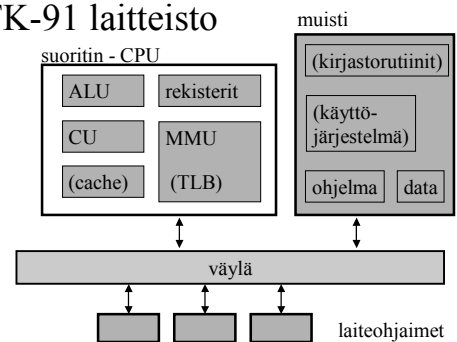 K-91 laitteisto
suoritin - CPU
ALU
rekisterit
CU
MMU
(cache)
(TLB)
muisti
(kirjastorutiinit)
(käyttö-
järjestelmä)
ohjelma
data
väylä
laiteohjaimet